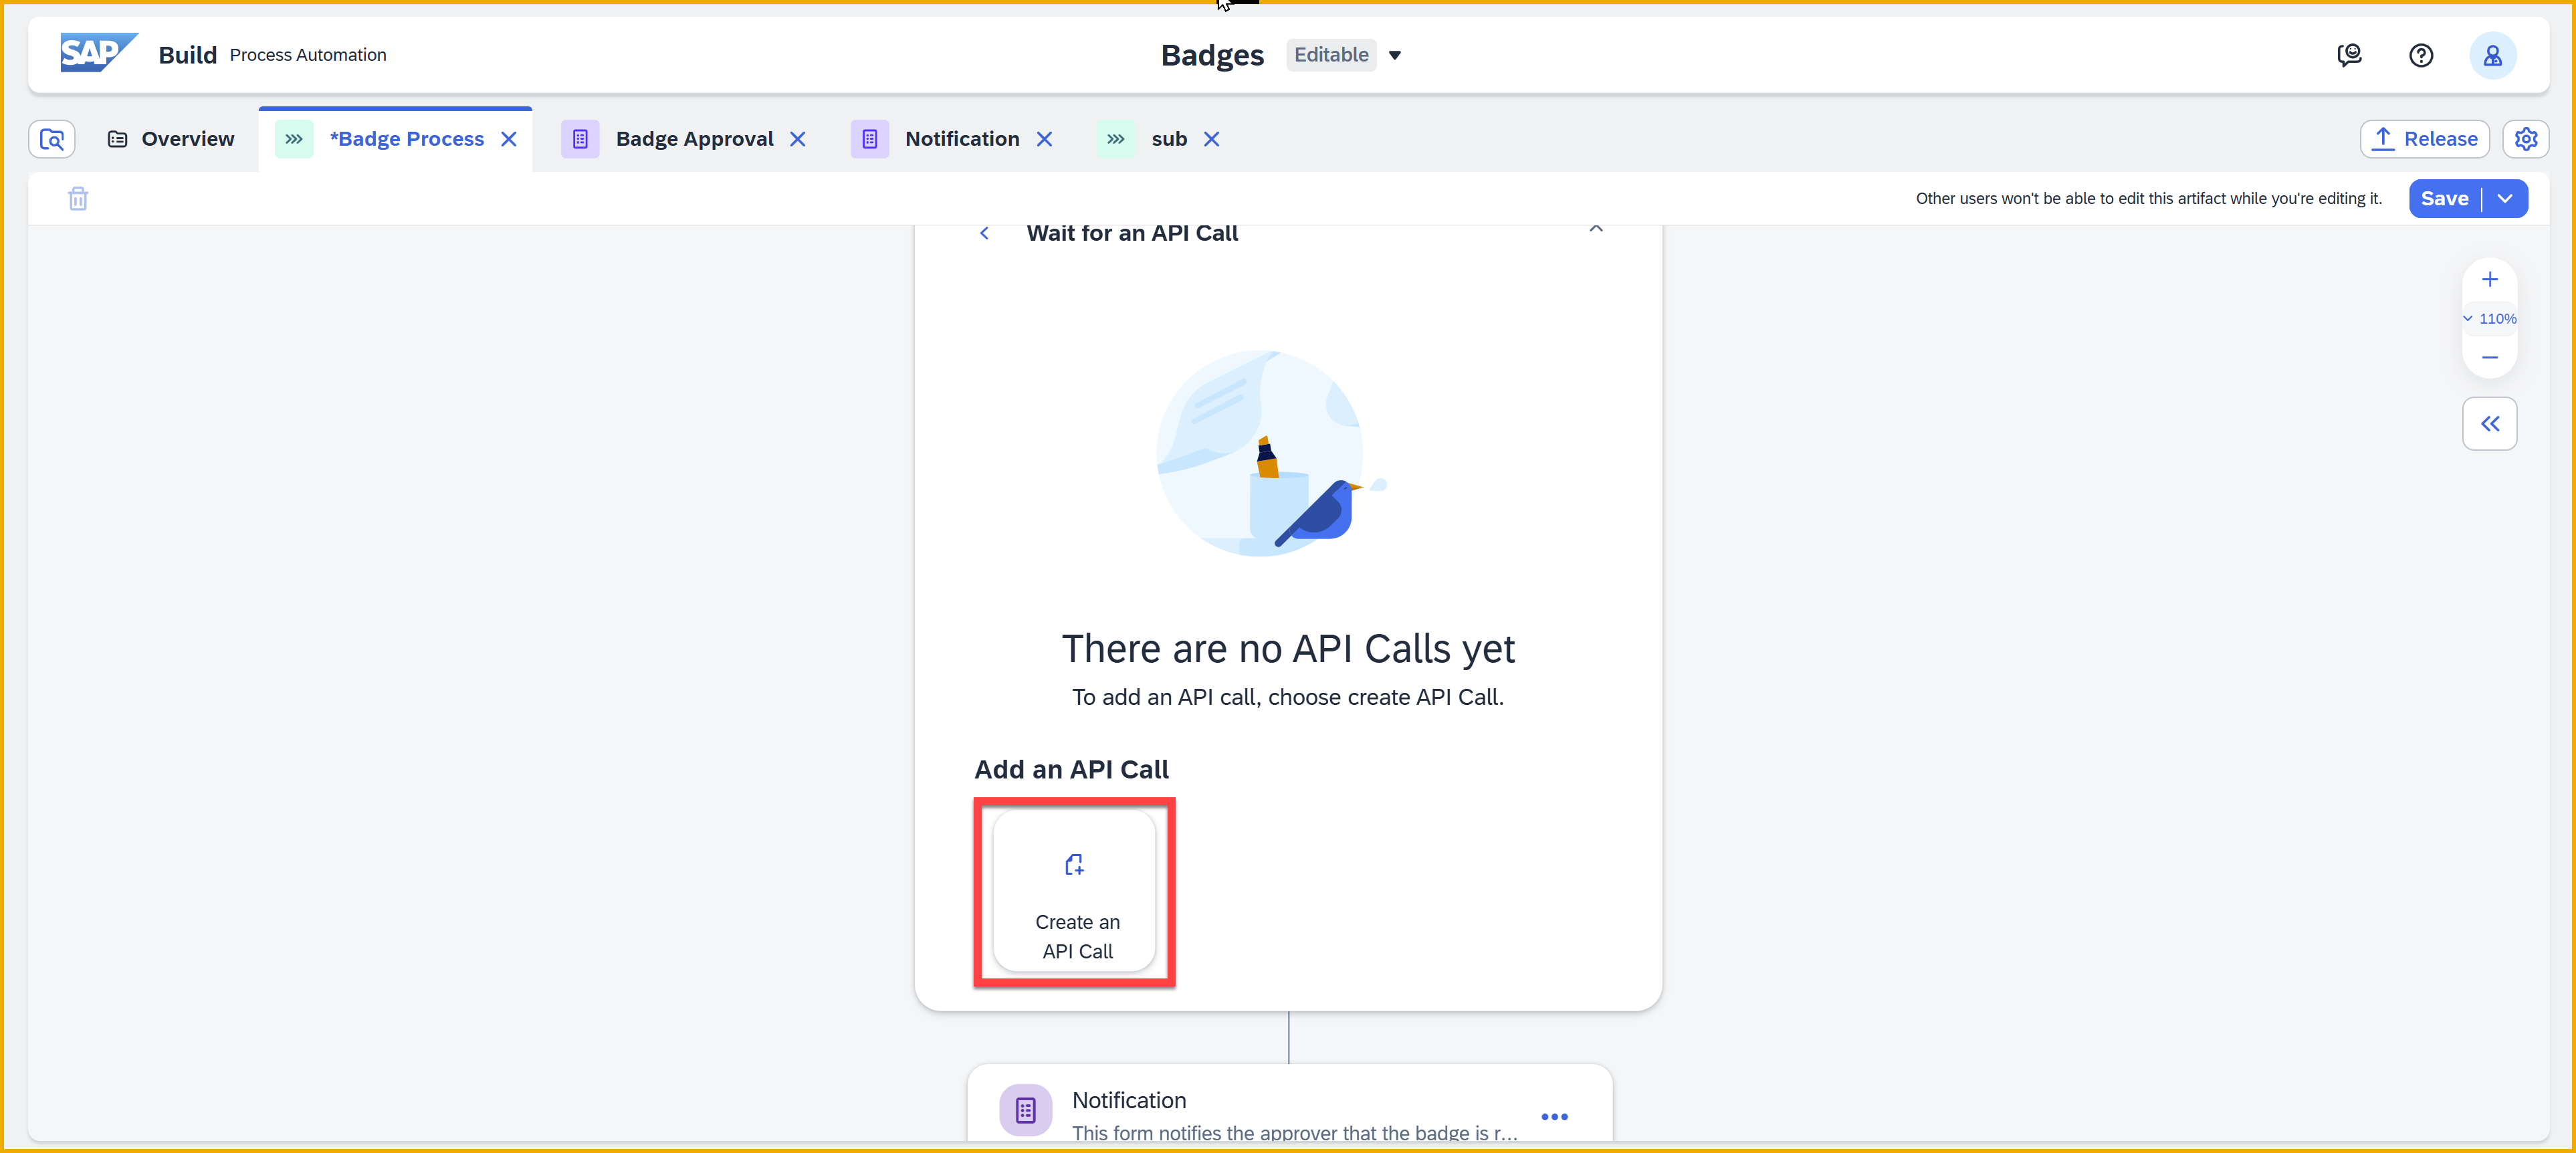 SAP Build Process Automation
Badges Editable
Overview
*Badge Process
Badge Approval
Notification
sub
Release
Other users won't be able to edit this artifact while you're editing it.
Save
Wait for an API Call
110%
There are no API Calls yet
To add an API call, choose create API Call.
Add an API Call
Create an
API Call
Notification
This form notifies the approver that the badge is r...